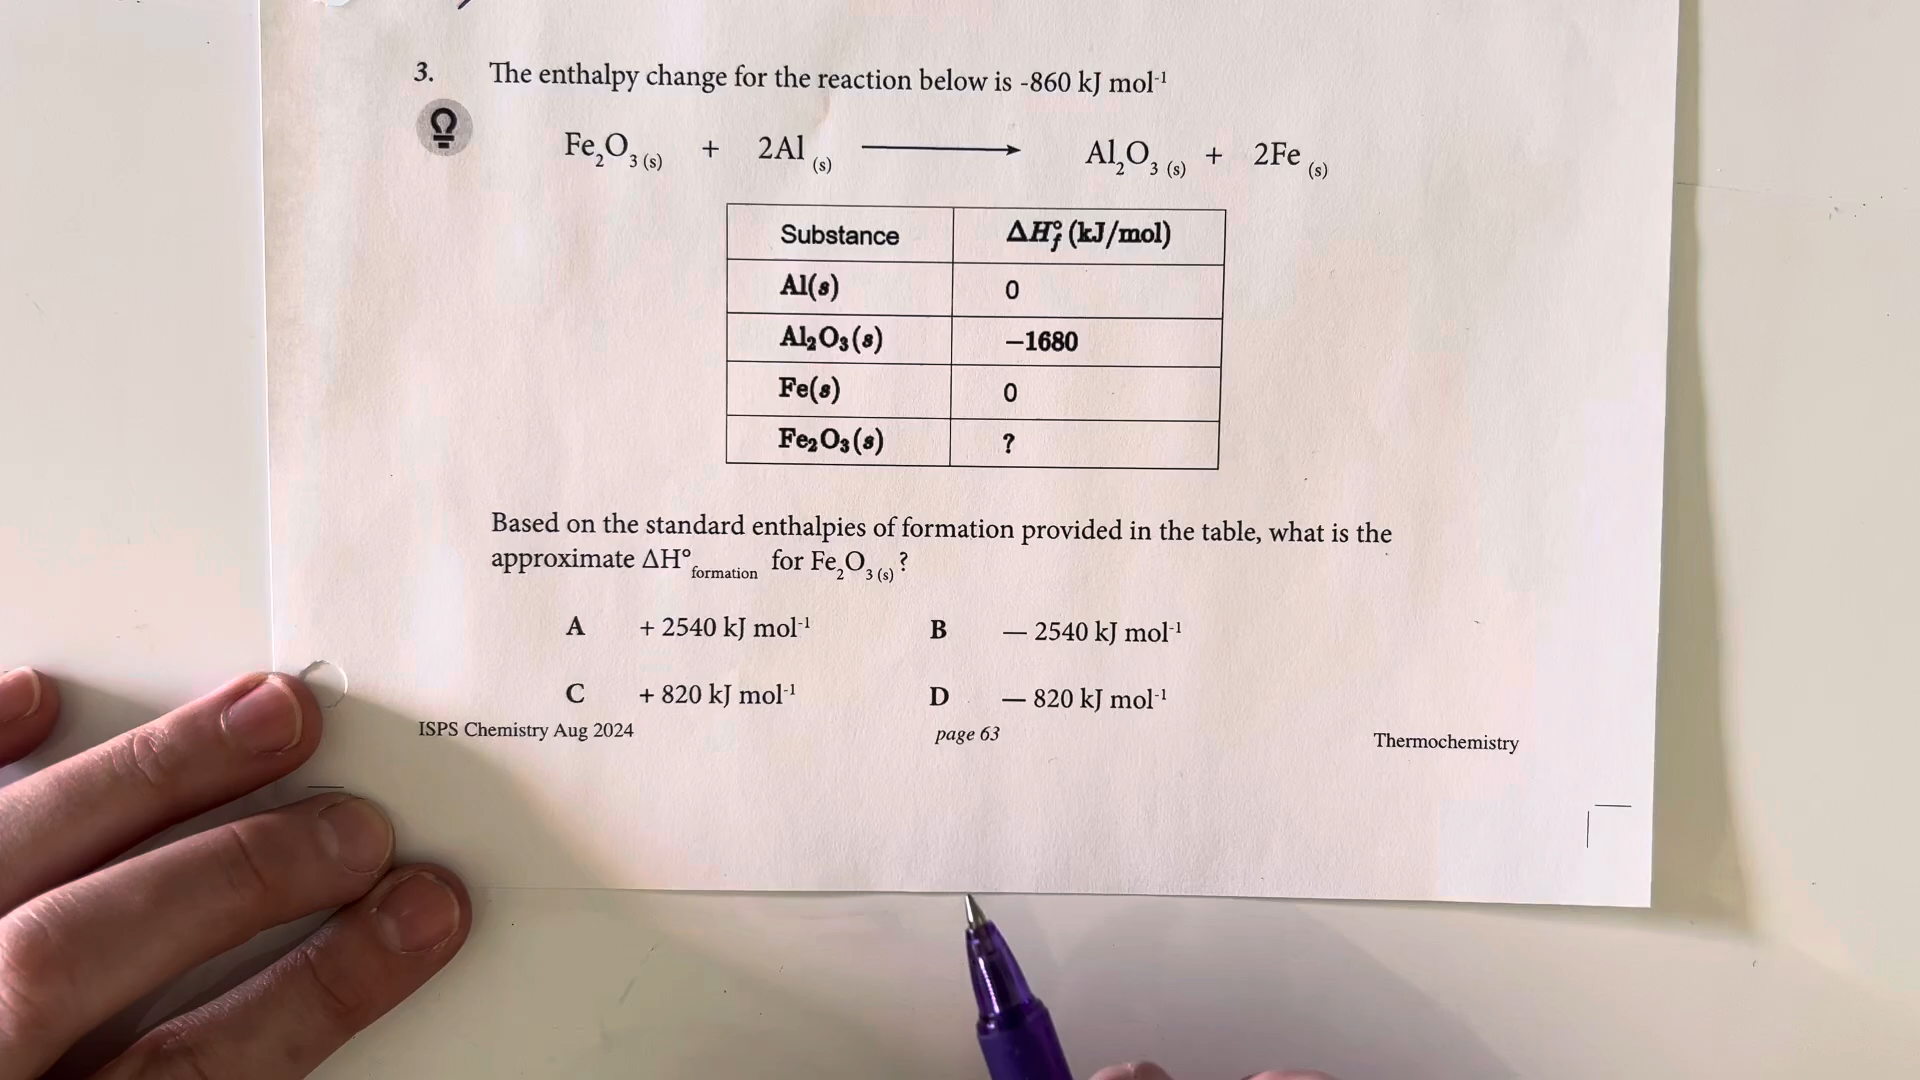 3. The enthalpy change for the reaction below is -860 kJ mol⁻¹
Fe₂O₃ (s) + 2Al (s) ⟶ Al₂O₃ (s) + 2Fe (s)
Substance ΔH°f (kJ/mol)
Al(s) 0
Al₂O₃(s) −1680
Fe(s) 0
Fe₂O₃(s) ?
Based on the standard enthalpies of formation provided in the table, what is the
approximate ΔH° formation for Fe₂O₃ (s) ?
A + 2540 kJ mol⁻¹ B — 2540 kJ mol⁻¹
C + 820 kJ mol⁻¹ D — 820 kJ mol⁻¹
ISPS Chemistry Aug 2024 page 63 Thermochemistry